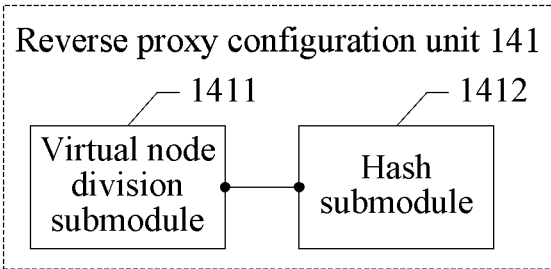 Reverse proxy configuration unit 141
1411
1412
Virtual node
division
submodule
Hash
submodule